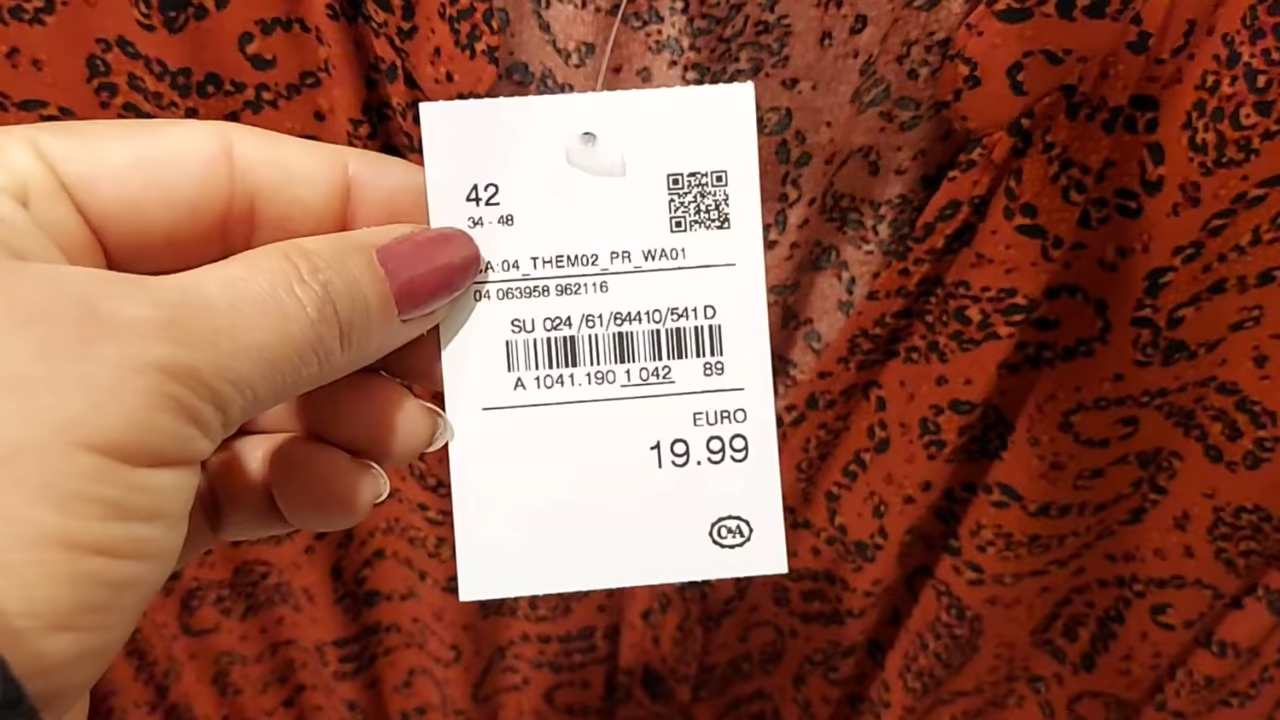 42
34 - 48
A:04_THEM02_PR_WA01
04 063958 962116
SU 024 /61/64410/541 D
A 1041.190 1 042 89
EURO
19.99
C&A